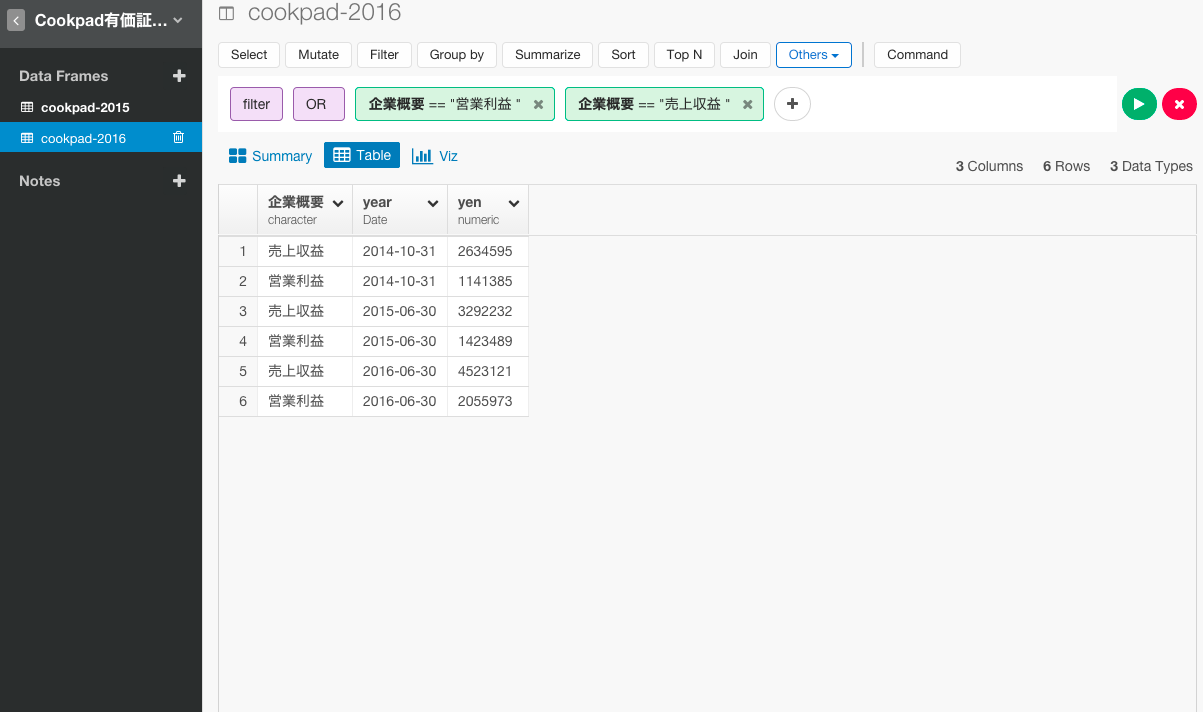 Cookpad有価証...
Data Frames
cookpad-2015
cookpad-2016
Notes
cookpad-2016
Select Mutate Filter Group by Summarize Sort Top N Join Others Command
filter OR 企業概要 == "営業利益 " 企業概要 == "売上収益 "
Summary Table Viz
3 Columns 6 Rows 3 Data Types
企業概要 year yen
character Date numeric
1 売上収益 2014-10-31 2634595
2 営業利益 2014-10-31 1141385
3 売上収益 2015-06-30 3292232
4 営業利益 2015-06-30 1423489
5 売上収益 2016-06-30 4523121
6 営業利益 2016-06-30 2055973